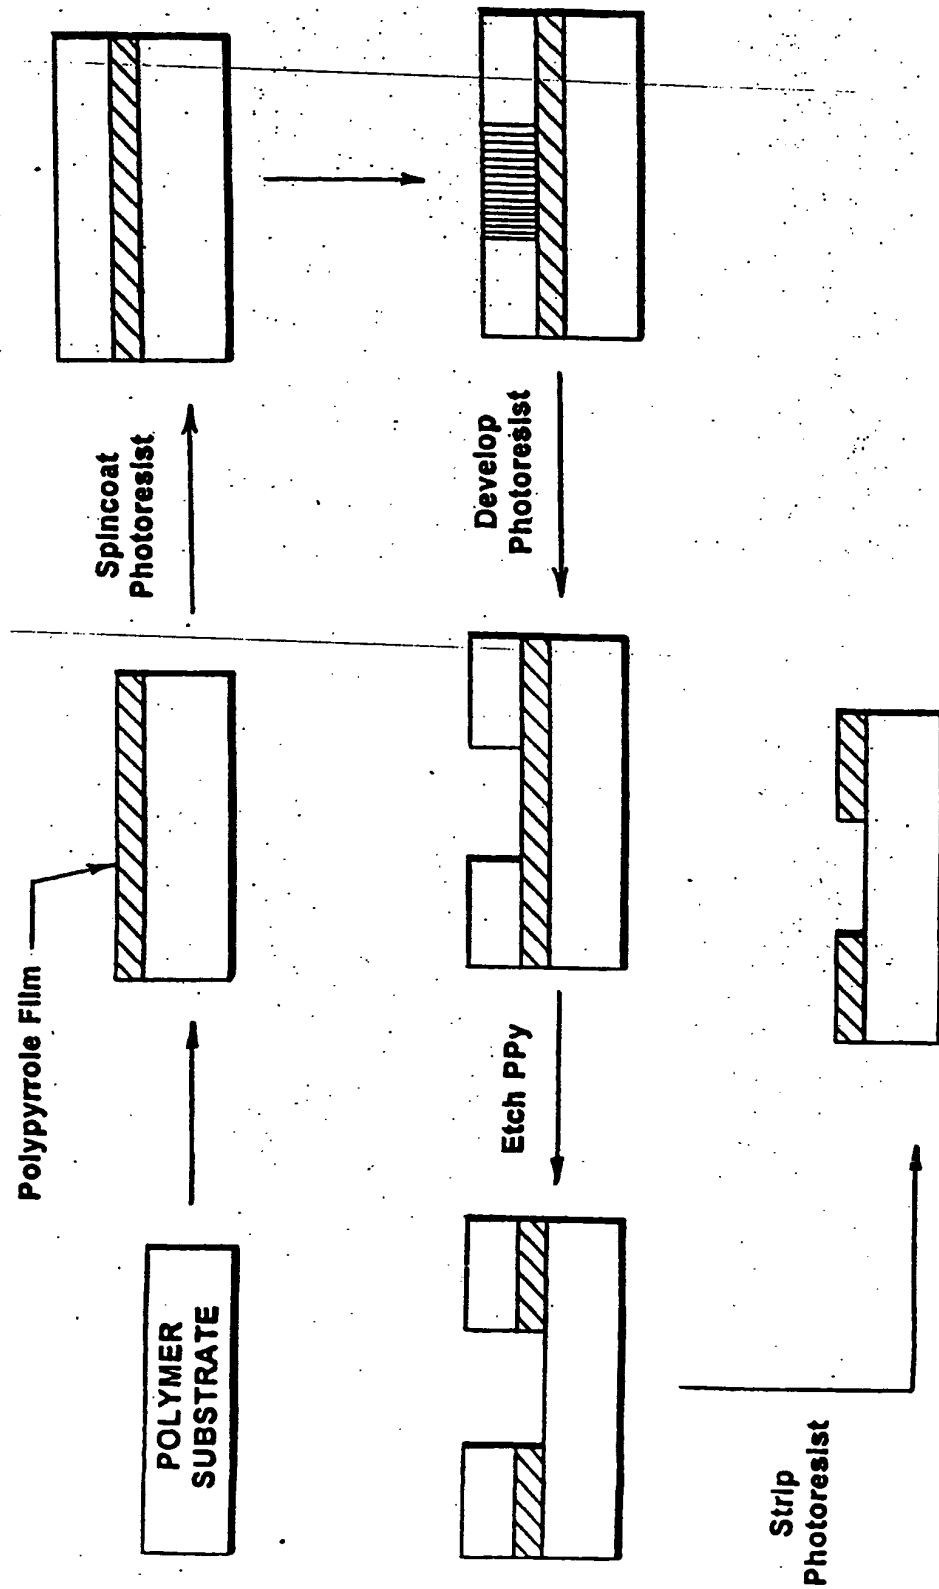 Polypyrrole Film
POLYMER
SUBSTRATE
Spincoat
Photoresist
Develop
Photoresist
Etch PPy
Strip
Photoresist